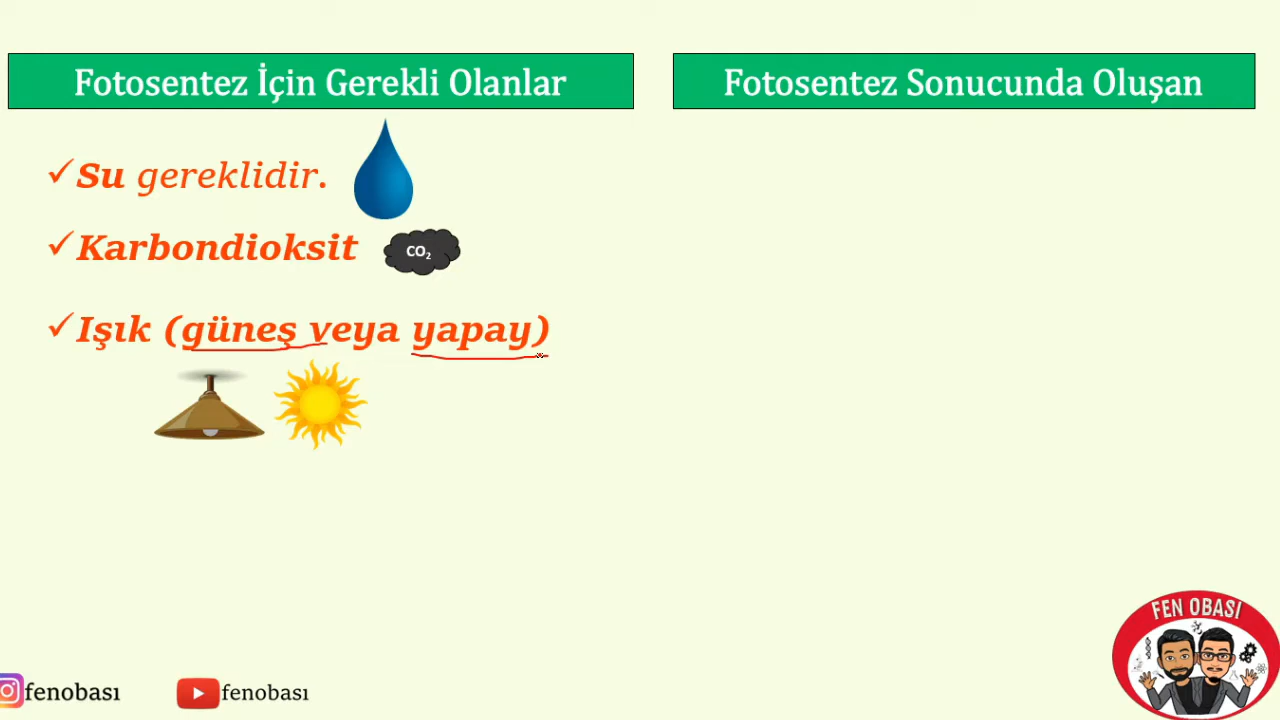 Fotosentez İçin Gerekli Olanlar
Fotosentez Sonucunda Oluşan
✓Su gereklidir.
✓Karbondioksit
CO₂
✓Işık (güneş veya yapay)
FEN OBASI
fenobası
fenobası